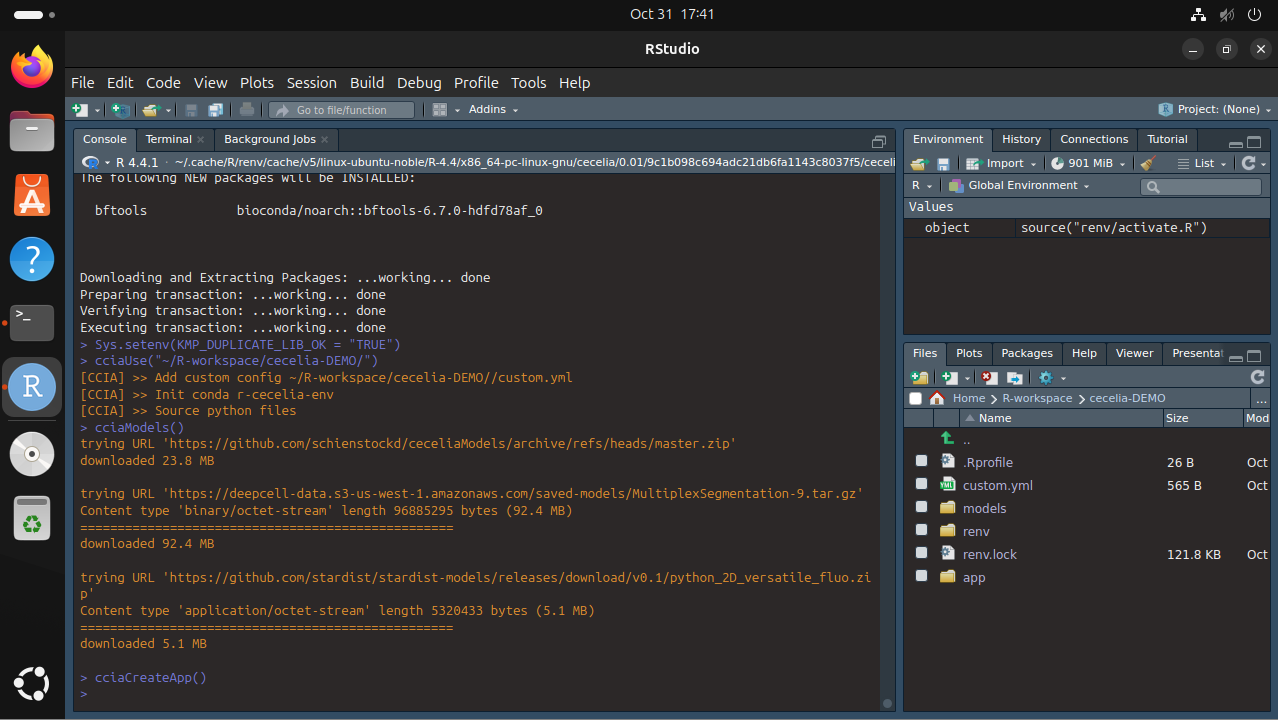 Oct 31 17:41
RStudio
File Edit Code View Plots Session Build Debug Profile Tools Help
Go to file/function
Addins
Project: (None)
Console Terminal Background Jobs
R 4.4.1 · ~/.cache/R/renv/cache/v5/linux-ubuntu-noble/R-4.4/x86_64-pc-linux-gnu/cecelia/0.01/9c1b098c694adc21db6fa1143c8037f5/ceceli
The following NEW packages will be INSTALLED:
bftools bioconda/noarch::bftools-6.7.0-hdfd78af_0
Downloading and Extracting Packages: ...working... done
Preparing transaction: ...working... done
Verifying transaction: ...working... done
Executing transaction: ...working... done
> Sys.setenv(KMP_DUPLICATE_LIB_OK = "TRUE")
> cciaUse("~/R-workspace/cecelia-DEMO/")
[CCIA] >> Add custom config ~/R-workspace/cecelia-DEMO//custom.yml
[CCIA] >> Init conda r-cecelia-env
[CCIA] >> Source python files
> cciaModels()
trying URL 'https://github.com/schienstockd/ceceliaModels/archive/refs/heads/master.zip'
downloaded 23.8 MB
trying URL 'https://deepcell-data.s3-us-west-1.amazonaws.com/saved-models/MultiplexSegmentation-9.tar.gz'
Content type 'binary/octet-stream' length 96885295 bytes (92.4 MB)
==================================================
downloaded 92.4 MB
trying URL 'https://github.com/stardist/stardist-models/releases/download/v0.1/python_2D_versatile_fluo.zi
p'
Content type 'application/octet-stream' length 5320433 bytes (5.1 MB)
==================================================
downloaded 5.1 MB
> cciaCreateApp()
>
Environment History Connections Tutorial
Import 901 MiB List
R Global Environment
Values
object source("renv/activate.R")
Files Plots Packages Help Viewer Presentat
Home R-workspace cecelia-DEMO ...
Name Size Mod
..
.Rprofile 26 B Oct
custom.yml 565 B Oct
models
renv
renv.lock 121.8 KB Oct
app